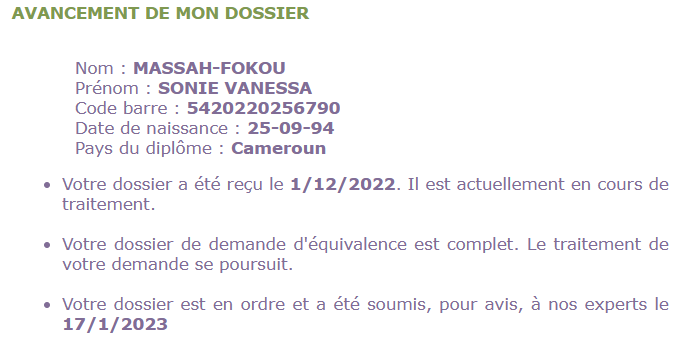 AVANCEMENT DE MON DOSSIER
Nom : MASSAH-FOKOU
Prénom : SONIE VANESSA
Code barre : 5420220256790
Date de naissance : 25-09-94
Pays du diplôme : Cameroun
• Votre dossier a été reçu le 1/12/2022. Il est actuellement en cours de
traitement.
• Votre dossier de demande d'équivalence est complet. Le traitement de
votre demande se poursuit.
• Votre dossier est en ordre et a été soumis, pour avis, à nos experts le
17/1/2023